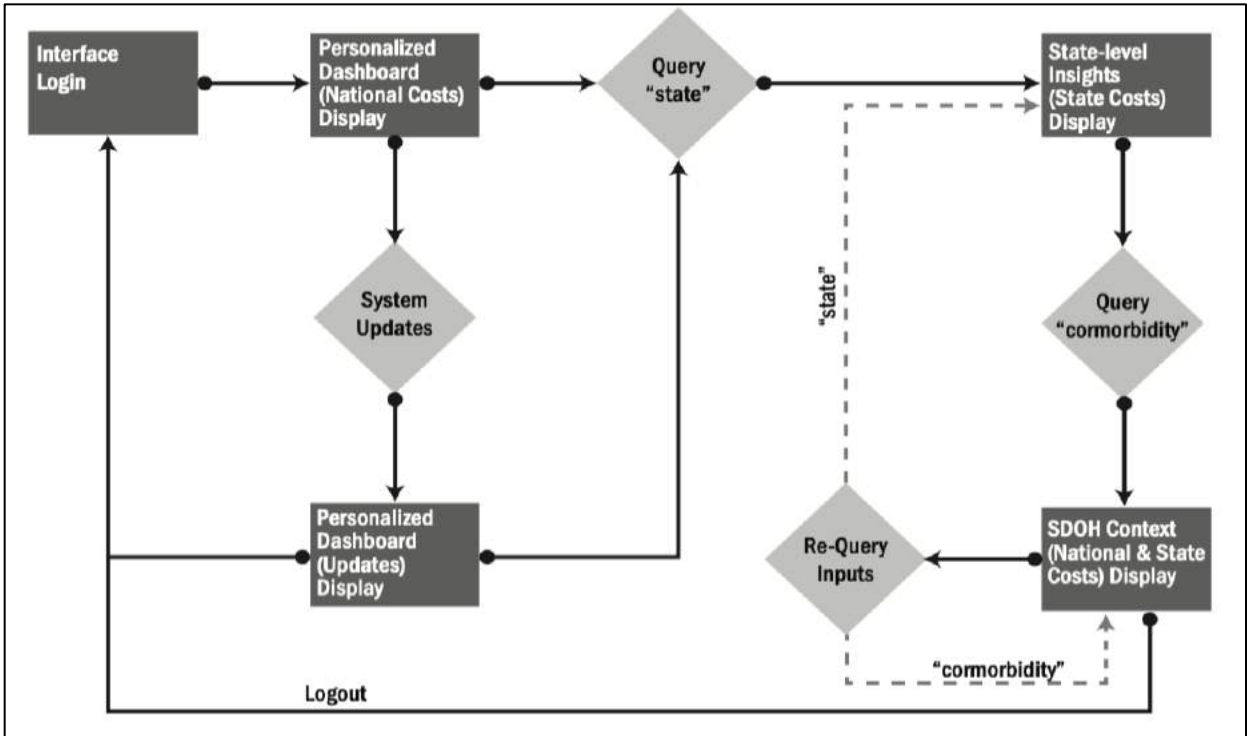 Interface
Login
Personalized
Dashboard
(National Costs)
Display
Query
“state”
State-level
Insights
(State Costs)
Display
System
Updates
“state”
Query
“cormorbidity”
Personalized
Dashboard
(Updates)
Display
Re-Query
Inputs
SDOH Context
(National & State
Costs) Display
“cormorbidity”
Logout